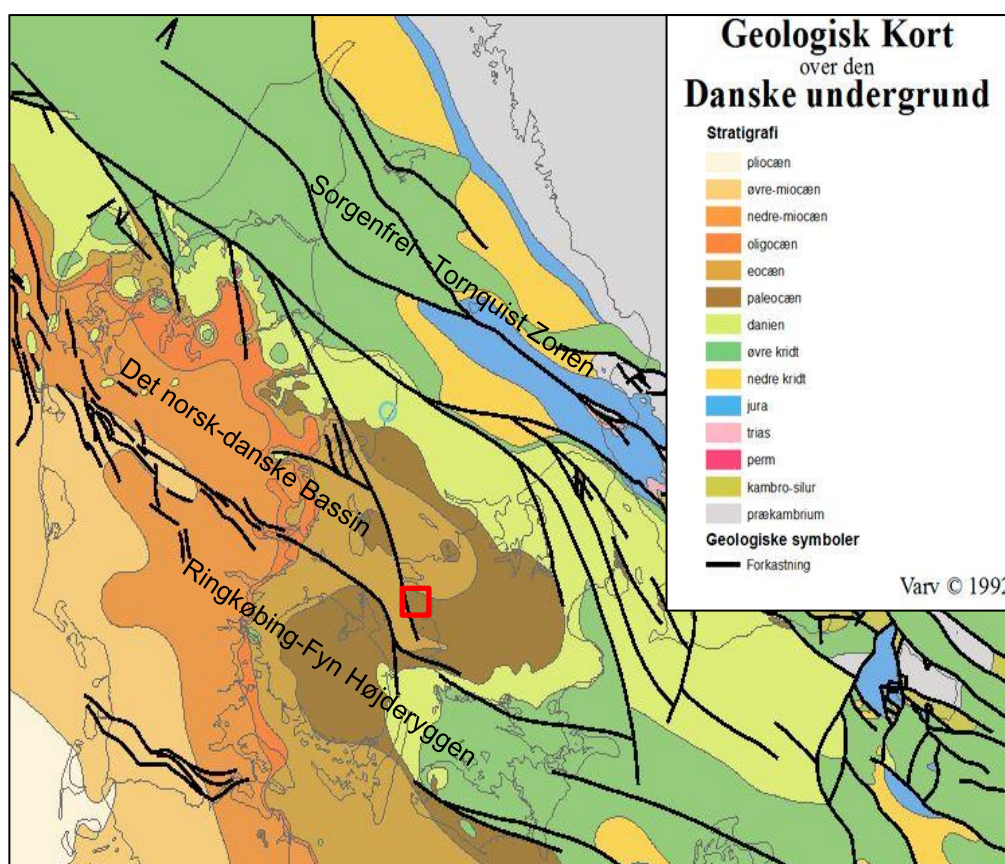 Geologisk Kort
over den
Danske undergrund
Stratigrafi
pliocæn
øvre-miocæn
nedre-miocæn
oligocæn
eocæn
paleocæn
danien
øvre kridt
nedre kridt
jura
trias
perm
kambro-silur
prækambrium
Geologiske symboler
Forkastning
Varv © 1992
Sorgenfrei -Tornquist Zonen
Det norsk-danske Bassin
Ringkøbing-Fyn Højderyggen